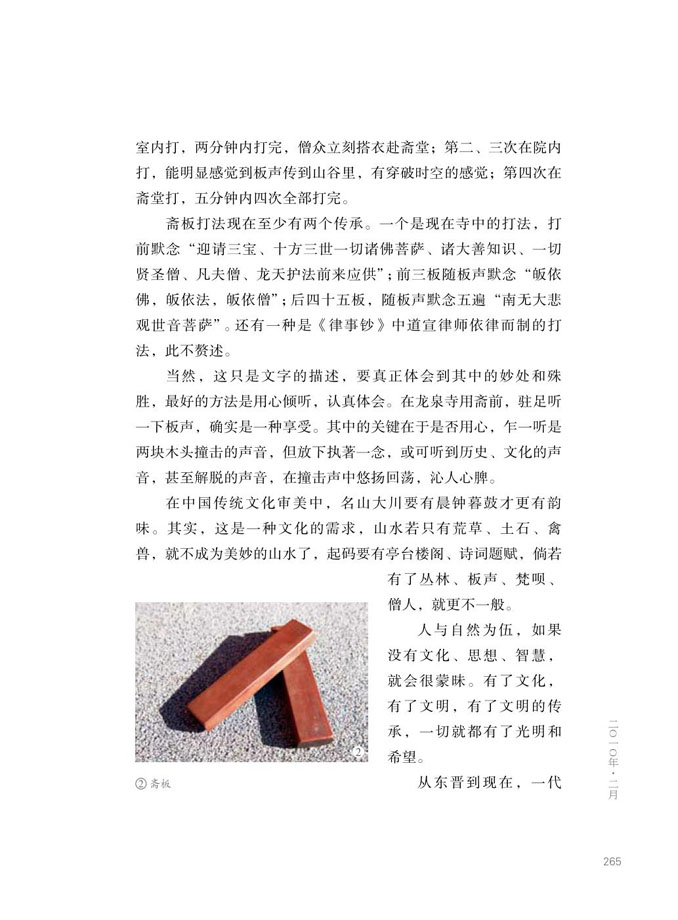 室内打，两分钟内打完，僧众立刻搭衣赴斋堂；第二、三次在院内
打，能明显感觉到板声传到山谷里，有穿破时空的感觉；第四次在
斋堂打，五分钟内四次全部打完。
斋板打法现在至少有两个传承。一个是现在寺中的打法，打
前默念“迎请三宝、十方三世一切诸佛菩萨、诸大善知识、一切
贤圣僧、凡夫僧、龙天护法前来应供”；前三板随板声默念“皈依
佛，皈依法，皈依僧”；后四十五板，随板声默念五遍“南无大悲
观世音菩萨”。还有一种是《律事钞》中道宣律师依律而制的打
法，此不赘述。
当然，这只是文字的描述，要真正体会到其中的妙处和殊
胜，最好的方法是用心倾听，认真体会。在龙泉寺用斋前，驻足听
一下板声，确实是一种享受。其中的关键在于是否用心，乍一听是
两块木头撞击的声音，但放下执著一念，或可听到历史、文化的声
音，甚至解脱的声音，在撞击声中悠扬回荡，沁人心脾。
在中国传统文化审美中，名山大川要有晨钟暮鼓才更有韵
味。其实，这是一种文化的需求，山水若只有荒草、土石、禽
兽，就不成为美妙的山水了，起码要有亭台楼阁、诗词题赋，倘若
有了丛林、板声、梵呗、
僧人，就更不一般。
人与自然为伍，如果
没有文化、思想、智慧，
就会很蒙昧。有了文化，
有了文明，有了文明的传
承，一切就都有了光明和
希望。
从东晋到现在，一代
②
② 斋板
二〇一〇年·二月
265